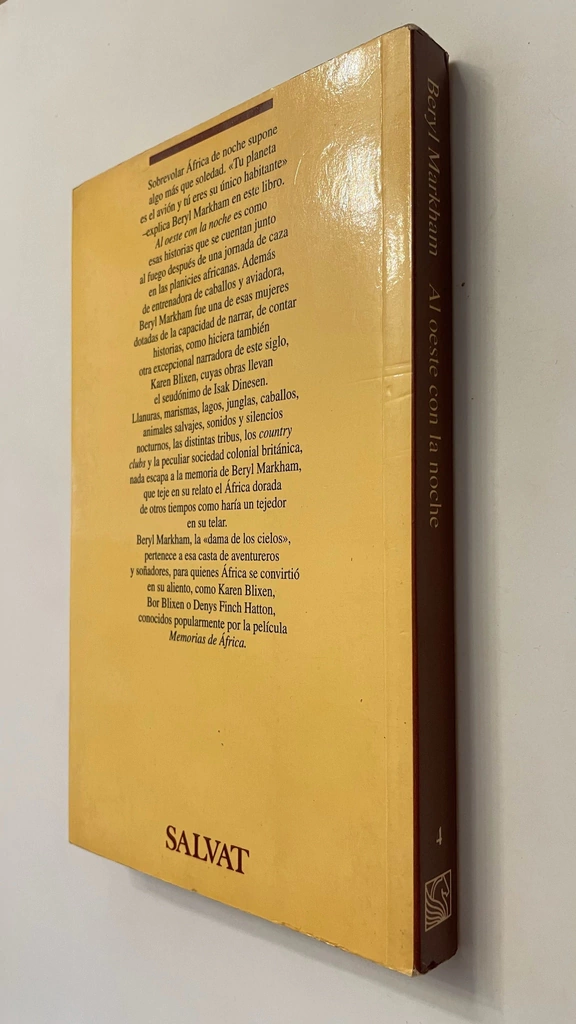 Sobrevolar África de noche supone
algo más que soledad. «Tu planeta
es el avión y tú eres su único habitante»
–explica Beryl Markham en este libro.
Al oeste con la noche es como
esas historias que se cuentan junto
al fuego después de una jornada de caza
en las planicies africanas. Además
de entrenadora de caballos y aviadora,
Beryl Markham fue una de esas mujeres
dotadas de la capacidad de narrar, de contar
historias, como hiciera también
otra excepcional narradora de este siglo,
Karen Blixen, cuyas obras llevan
el seudónimo de Isak Dinesen.
Llanuras, marismas, lagos, junglas, caballos,
animales salvajes, sonidos y silencios
nocturnos, las distintas tribus, los country
clubs y la peculiar sociedad colonial británica,
nada escapa a la memoria de Beryl Markham,
que teje en su relato el África dorada
de otros tiempos como haría un tejedor
en su telar.
Beryl Markham, la «dama de los cielos»,
pertenece a esa casta de aventureros
y soñadores, para quienes África se convirtió
en su aliento, como Karen Blixen,
Bor Blixen o Denys Finch Hatton,
conocidos popularmente por la película
Memorias de África.
SALVAT
Beryl Markham Al oeste con la noche
4